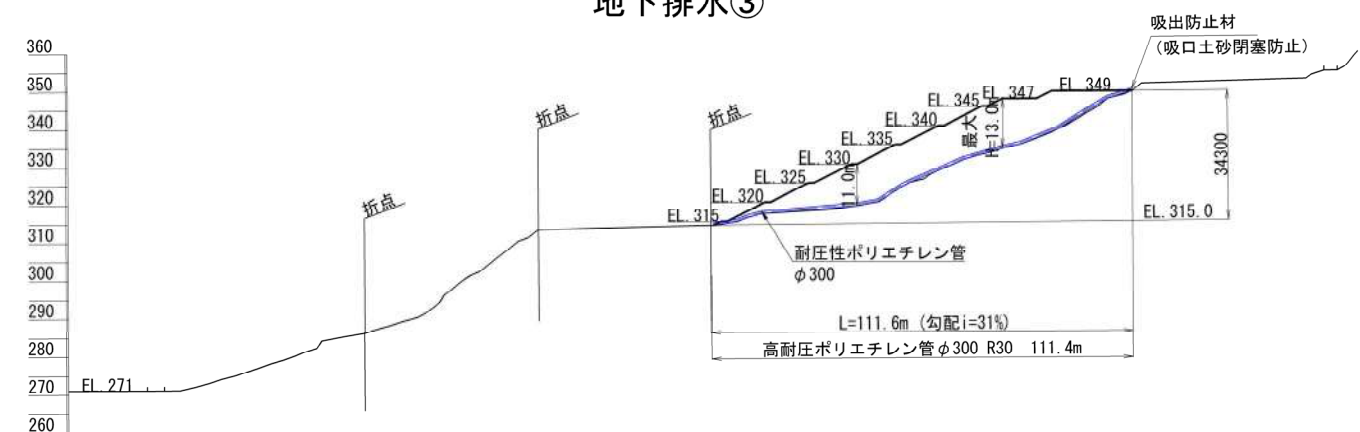 地下排水③
吸出防止材
(吸口土砂閉塞防止)
360
350
340
330
320
310
300
290
280
270
260
折点
折点
折点
EL.271
EL.315
EL.320
EL.325
EL.330
EL.335
EL.340
EL.345
EL.347
EL.349
11.0m
最大
H=13.0m
34300
EL.315.0
耐圧性ポリエチレン管
φ300
L=111.6m (勾配i=31%)
高耐圧ポリエチレン管φ300 R30 111.4m